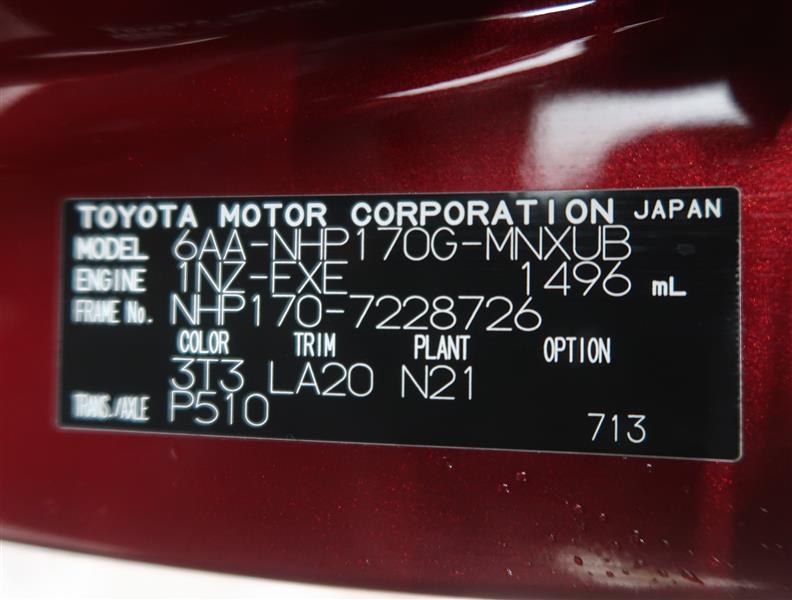 TOYOTA MOTOR CORPORATION JAPAN
MODEL 6AA-NHP170G-MNXUB
ENGINE 1NZ-FXE 1496 mL
FRAME No. NHP170-7228726
COLOR TRIM PLANT OPTION
3T3 LA20 N21
TRANS./AXLE P510
713